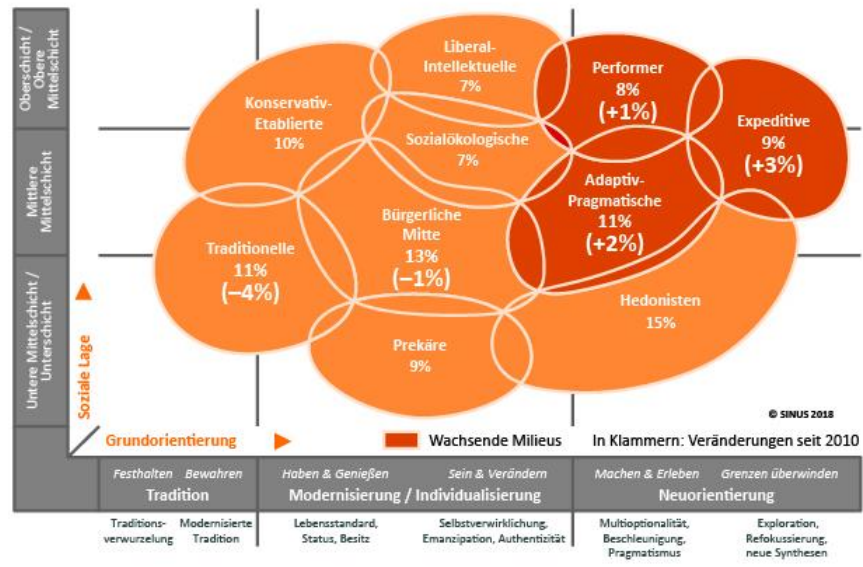 Oberschicht /
Obere
Mittelschicht
Mittlere
Mittelschicht
Untere Mittelschicht /
Unterschicht
Soziale Lage
Liberal-
Intellektuelle
7%
Performer
8%
(+1%)
Konservativ-
Etablierte
10%
Expeditive
9%
(+3%)
Sozialökologische
7%
Adaptiv-
Pragmatische
11%
(+2%)
Bürgerliche
Mitte
13%
(–1%)
Traditionelle
11%
(–4%)
Hedonisten
15%
Prekäre
9%
© SINUS 2018
Grundorientierung
Wachsende Milieus
In Klammern: Veränderungen seit 2010
Festhalten Bewahren
Tradition
Haben & Genießen Sein & Verändern
Modernisierung / Individualisierung
Machen & Erleben Grenzen überwinden
Neuorientierung
Traditions-
verwurzelung
Modernisierte
Tradition
Lebensstandard,
Status, Besitz
Selbstverwirklichung,
Emanzipation, Authentizität
Multioptionalität,
Beschleunigung,
Pragmatismus
Exploration,
Refokussierung,
neue Synthesen